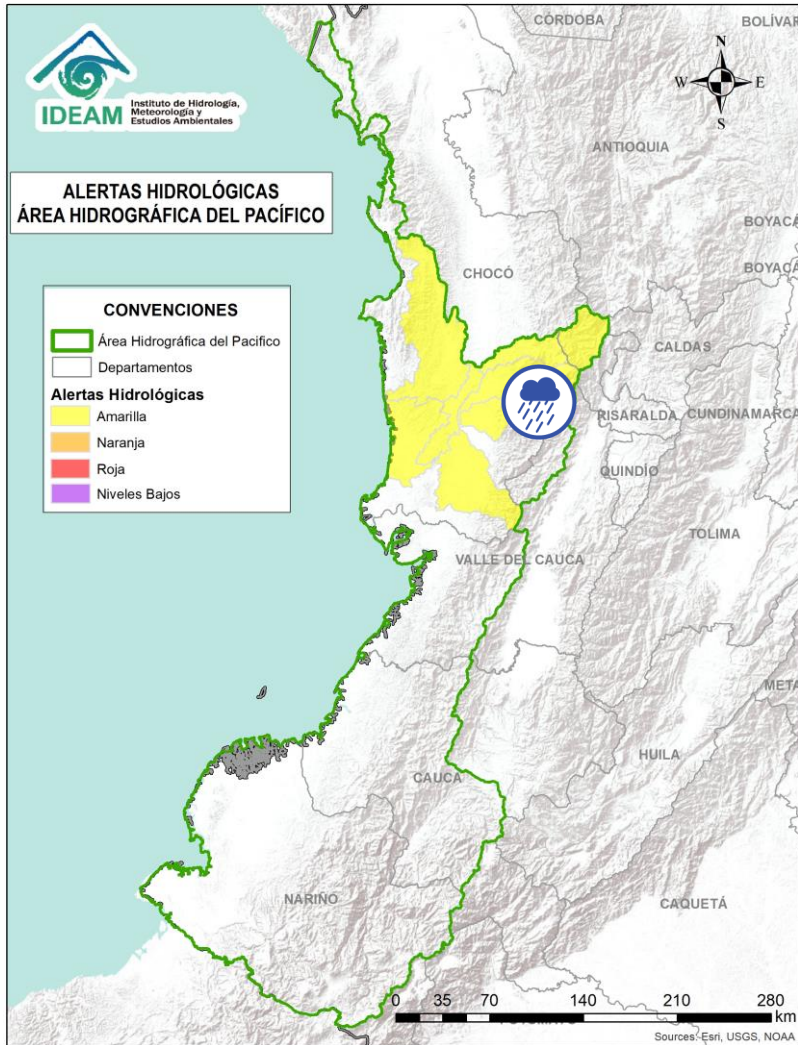 IDEAM
Instituto de Hidrología,
Meteorología y
Estudios Ambientales
ALERTAS HIDROLÓGICAS
ÁREA HIDROGRÁFICA DEL PACÍFICO
CONVENCIONES
Área Hidrográfica del Pacifico
Departamentos
Alertas Hidrológicas
Amarilla
Naranja
Roja
Niveles Bajos
N
W
E
S
CÓRDOBA
BOLÍVAR
ANTIOQUIA
BOYACÁ
BOYACÁ
CHOCÓ
CALDAS
RISARALDA
CUNDINAMARCA
QUINDÍO
TOLIMA
VALLE DEL CAUCA
META
HUILA
CAUCA
NARIÑO
CAQUETÁ
0 35 70 140 210 280
km
Sources: Esri, USGS, NOAA